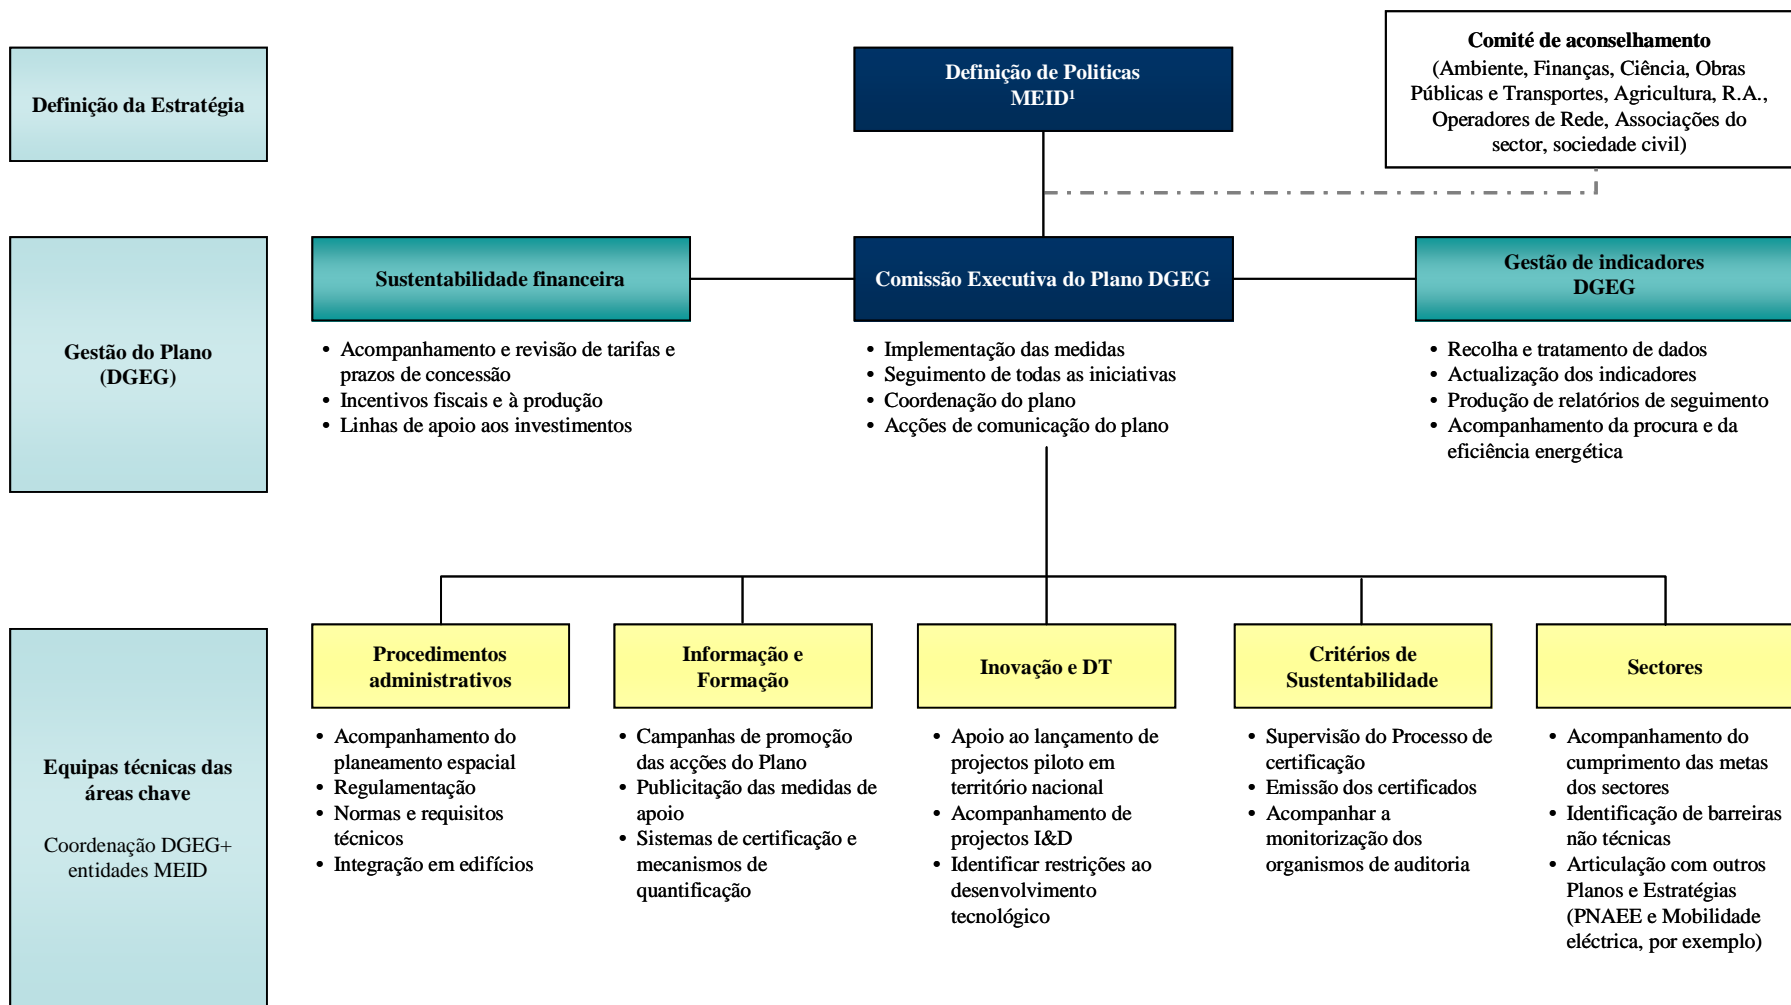 Definição da Estratégia
Definição de Politicas
MEID¹
Comité de aconselhamento
(Ambiente, Finanças, Ciência, Obras
Públicas e Transportes, Agricultura, R.A.,
Operadores de Rede, Associações do
sector, sociedade civil)
Gestão do Plano
(DGEG)
Sustentabilidade financeira
• Acompanhamento e revisão de tarifas e
prazos de concessão
• Incentivos fiscais e à produção
• Linhas de apoio aos investimentos
Comissão Executiva do Plano DGEG
• Implementação das medidas
• Seguimento de todas as iniciativas
• Coordenação do plano
• Acções de comunicação do plano
Gestão de indicadores
DGEG
• Recolha e tratamento de dados
• Actualização dos indicadores
• Produção de relatórios de seguimento
• Acompanhamento da procura e da
eficiência energética
Equipas técnicas das
áreas chave
Coordenação DGEG+
entidades MEID
Procedimentos
administrativos
• Acompanhamento do
planeamento espacial
• Regulamentação
• Normas e requisitos
técnicos
• Integração em edifícios
Informação e
Formação
• Campanhas de promoção
das acções do Plano
• Publicitação das medidas de
apoio
• Sistemas de certificação e
mecanismos de
quantificação
Inovação e DT
• Apoio ao lançamento de
projectos piloto em
território nacional
• Acompanhamento de
projectos I&D
• Identificar restrições ao
desenvolvimento
tecnológico
Critérios de
Sustentabilidade
• Supervisão do Processo de
certificação
• Emissão dos certificados
• Acompanhar a
monitorização dos
organismos de auditoria
Sectores
• Acompanhamento do
cumprimento das metas
dos sectores
• Identificação de barreiras
não técnicas
• Articulação com outros
Planos e Estratégias
(PNAEE e Mobilidade
eléctrica, por exemplo)